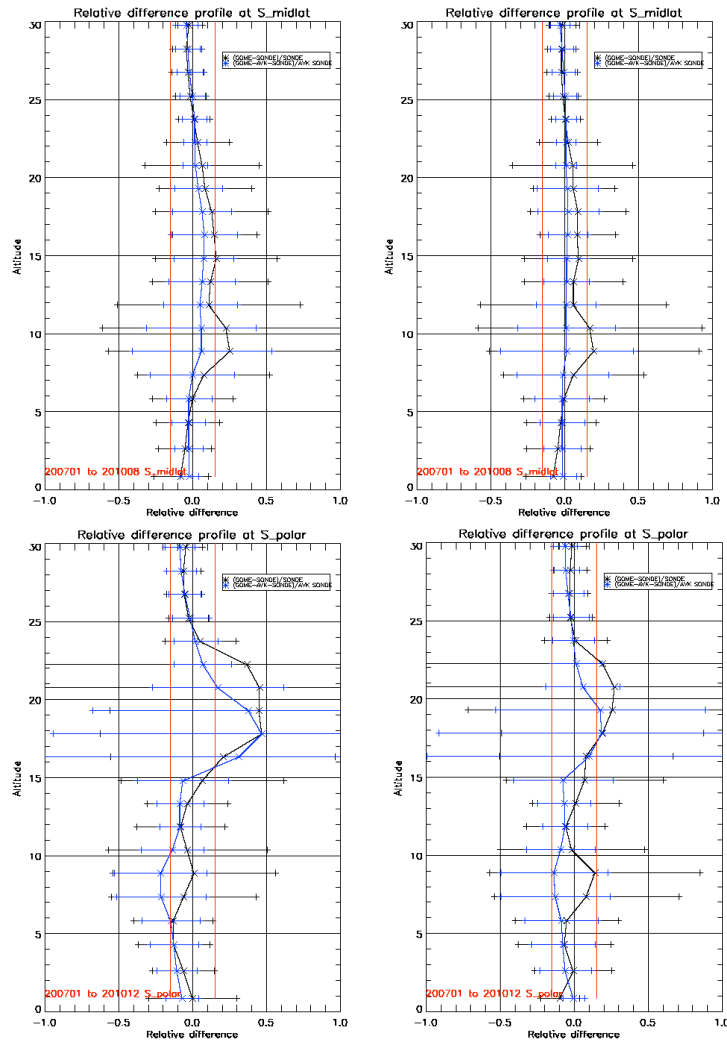 Relative difference profile at S_midlat
30
25
20
15
10
5
0
Altitude
(GOME-SONDE)/SONDE
(GOME-AVK-SONDE)/AVK SONDE
200701 to 201008 S_midlat
-1.0 -0.5 0.0 0.5 1.0
Relative difference
Relative difference profile at S_midlat
30
25
20
15
10
5
0
Altitude
(GOME-SONDE)/SONDE
(GOME-AVK-SONDE)/AVK SONDE
200701 to 201008 S_midlat
-1.0 -0.5 0.0 0.5 1.0
Relative difference
Relative difference profile at S_polar
30
25
20
15
10
5
0
Altitude
(GOME-SONDE)/SONDE
(GOME-AVK-SONDE)/AVK SONDE
200701 to 201012 S_polar
-1.0 -0.5 0.0 0.5 1.0
Relative difference
Relative difference profile at S_polar
30
25
20
15
10
5
0
Altitude
(GOME-SONDE)/SONDE
(GOME-AVK-SONDE)/AVK SONDE
200701 to 201012 S_polar
-1.0 -0.5 0.0 0.5 1.0
Relative difference